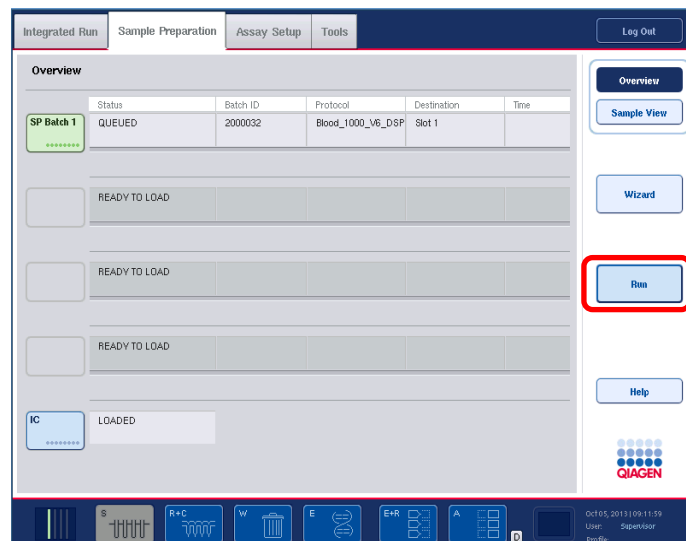 Integrated Run
Sample Preparation
Assay Setup
Tools
Log Out
Overview
Overview
Sample View
Status
Batch ID
Protocol
Destination
Time
SP Batch 1
QUEUED
2000032
Blood_1000_V6_DSP
Slot 1
READY TO LOAD
Wizard
READY TO LOAD
Run
READY TO LOAD
Help
IC
LOADED
QIAGEN
S
R+C
W
E
E+R
A
D
Oct 05, 2013 | 09:11:59
User: Supervisor
Profile: